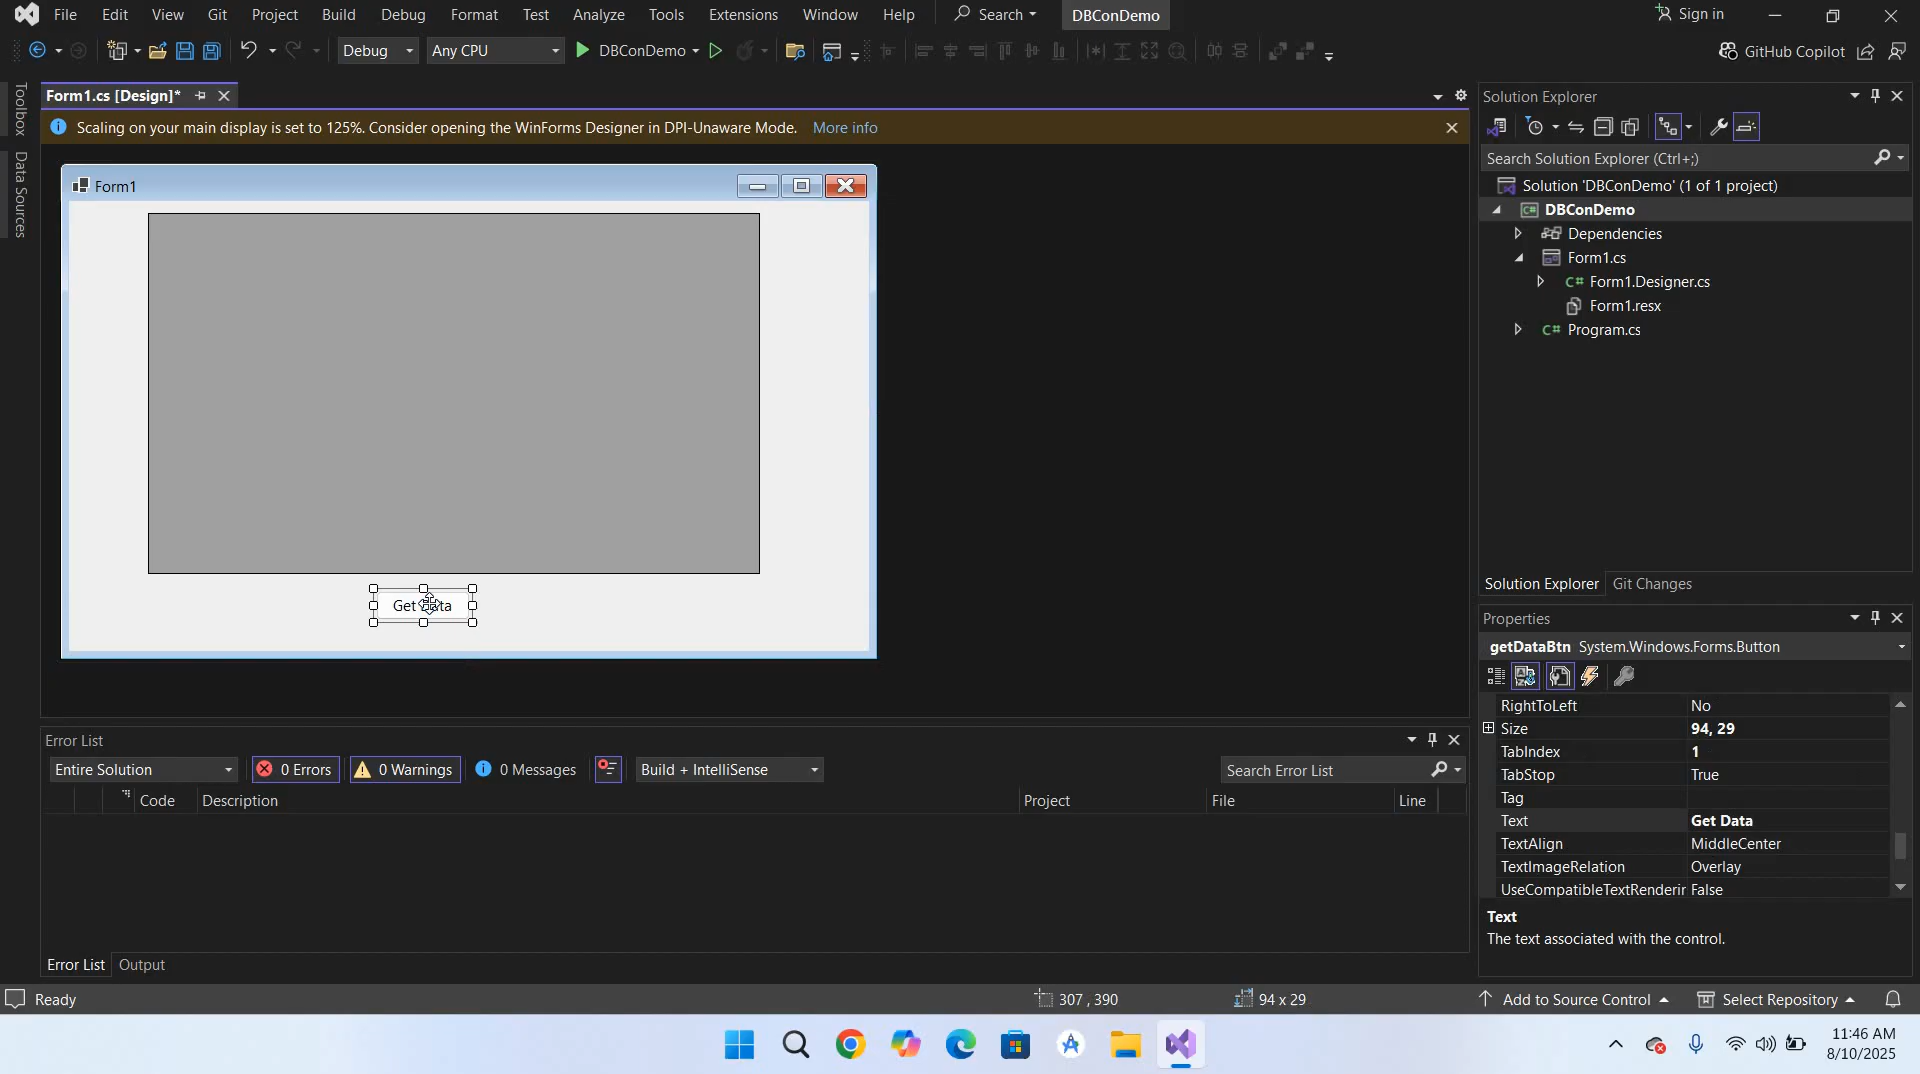 File Edit View Git Project Build Debug Format Test Analyze Tools Extensions Window Help Search DBConDemo Sign in
Debug Any CPU DBConDemo GitHub Copilot
Toolbox
Data Sources
Form1.cs [Design]*
Scaling on your main display is set to 125%. Consider opening the WinForms Designer in DPI-Unaware Mode. More info
Form1
Get Data
Error List
Entire Solution 0 Errors 0 Warnings 0 Messages Build + IntelliSense Search Error List
Code Description Project File Line
Error List Output
Solution Explorer
Search Solution Explorer (Ctrl+;)
Solution 'DBConDemo' (1 of 1 project)
DBConDemo
Dependencies
Form1.cs
C# Form1.Designer.cs
Form1.resx
C# Program.cs
Solution Explorer Git Changes
Properties
getDataBtn System.Windows.Forms.Button
RightToLeft No
Size 94, 29
TabIndex 1
TabStop True
Tag
Text Get Data
TextAlign MiddleCenter
TextImageRelation Overlay
UseCompatibleTextRenderir False
Text
The text associated with the control.
Ready 307 , 390 94 x 29 Add to Source Control Select Repository
11:46 AM
8/10/2025